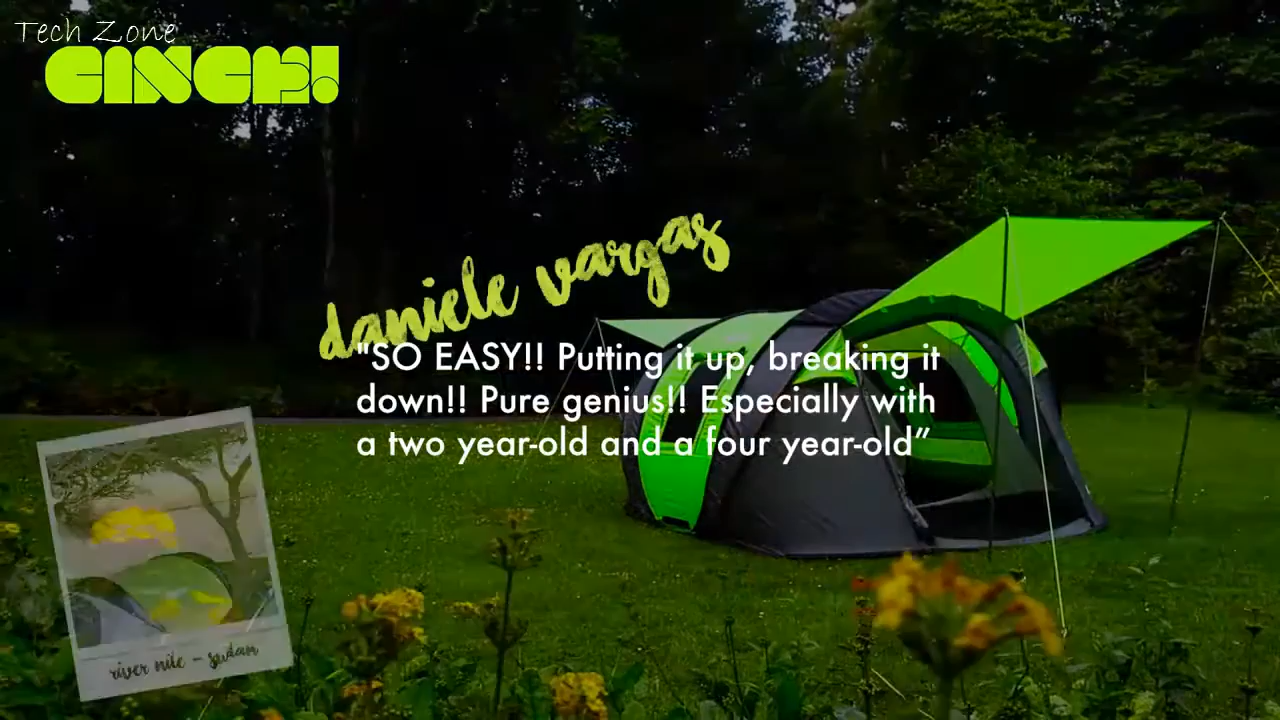 Tech Zone
CINCH!
daniele vargas
"SO EASY!! Putting it up, breaking it
down!! Pure genius!! Especially with
a two year-old and a four year-old”
river nile - sudan